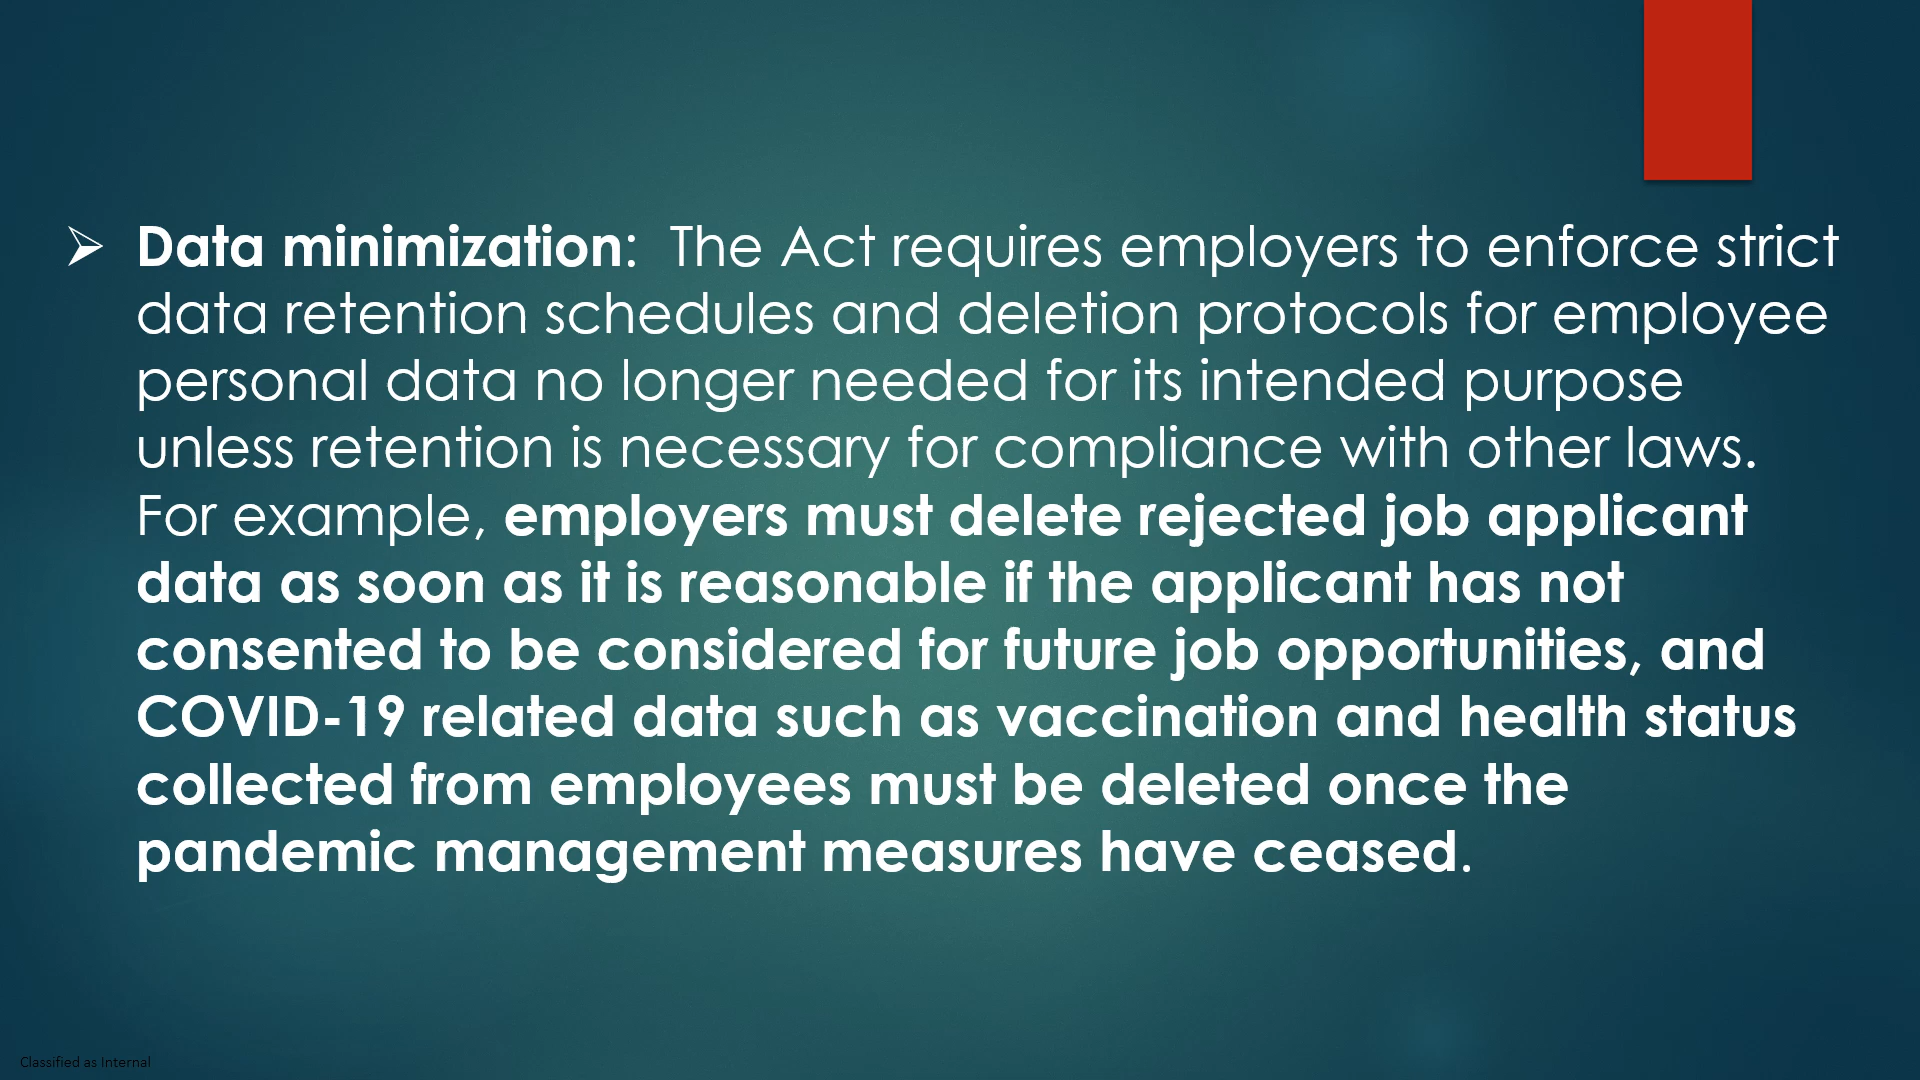 ➢ Data minimization:  The Act requires employers to enforce strict
data retention schedules and deletion protocols for employee
personal data no longer needed for its intended purpose
unless retention is necessary for compliance with other laws.
For example, employers must delete rejected job applicant
data as soon as it is reasonable if the applicant has not
consented to be considered for future job opportunities, and
COVID-19 related data such as vaccination and health status
collected from employees must be deleted once the
pandemic management measures have ceased.
Classified as Internal